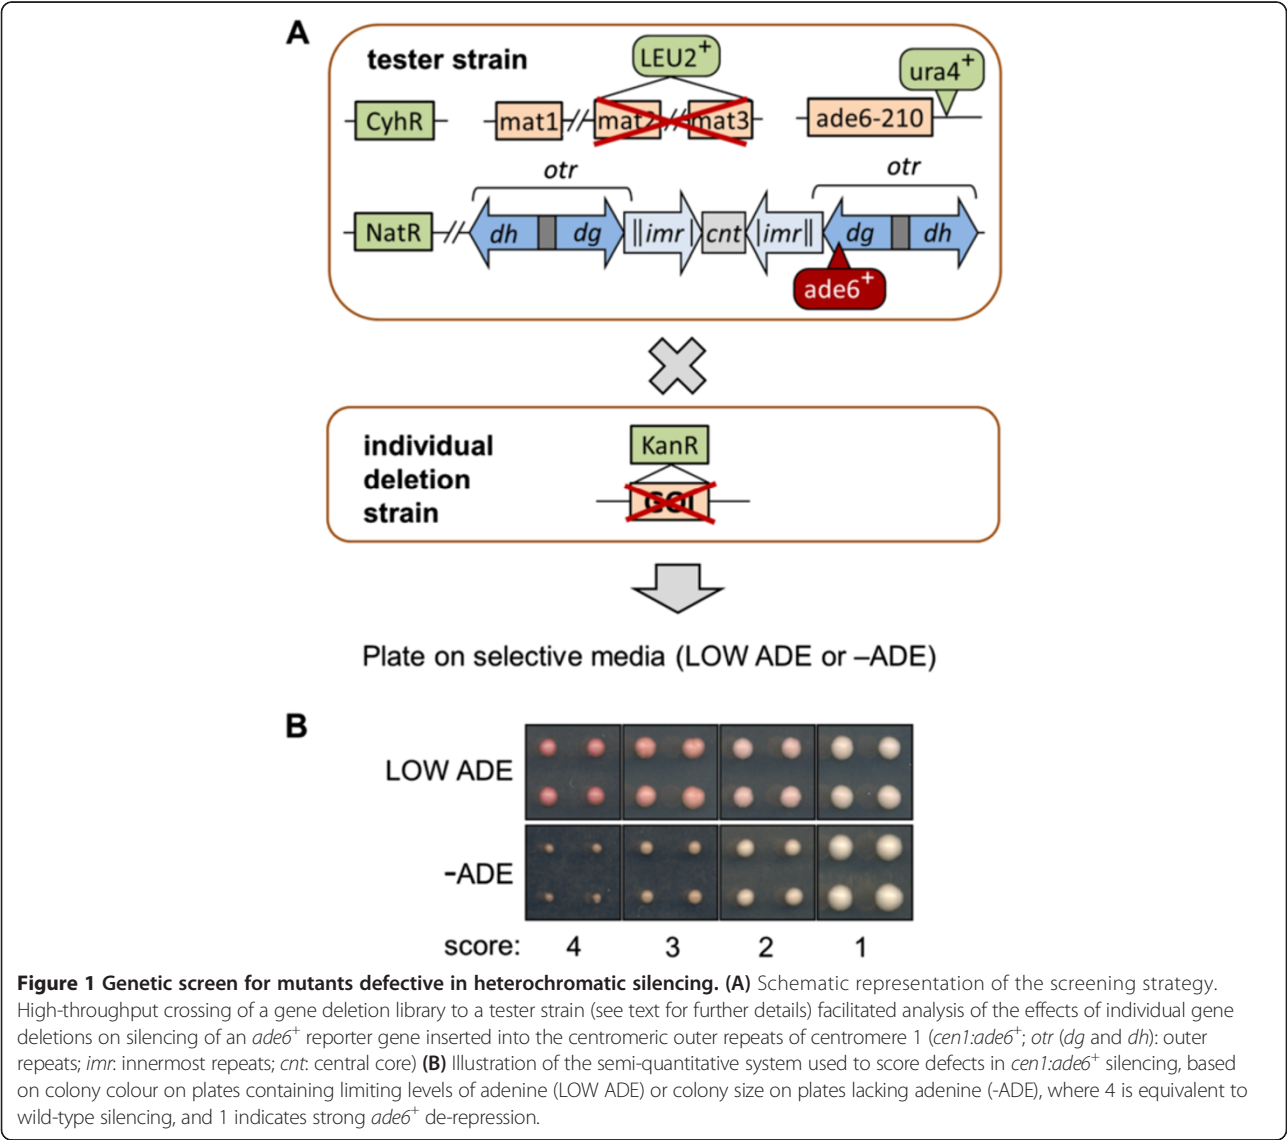 A
tester strain
LEU2+
ura4+
CyhR
mat1
mat2
mat3
ade6-210
otr
otr
NatR
dh
dg
imr
cnt
imr
dg
dh
ade6+
individual
deletion
strain
KanR
GOI
Plate on selective media (LOW ADE or –ADE)
B
LOW ADE
-ADE
score: 4 3 2 1
Figure 1 Genetic screen for mutants defective in heterochromatic silencing. (A) Schematic representation of the screening strategy.
High-throughput crossing of a gene deletion library to a tester strain (see text for further details) facilitated analysis of the effects of individual gene
deletions on silencing of an ade6+ reporter gene inserted into the centromeric outer repeats of centromere 1 (cen1:ade6+; otr (dg and dh): outer
repeats; imr: innermost repeats; cnt: central core) (B) Illustration of the semi-quantitative system used to score defects in cen1:ade6+ silencing, based
on colony colour on plates containing limiting levels of adenine (LOW ADE) or colony size on plates lacking adenine (-ADE), where 4 is equivalent to
wild-type silencing, and 1 indicates strong ade6+ de-repression.